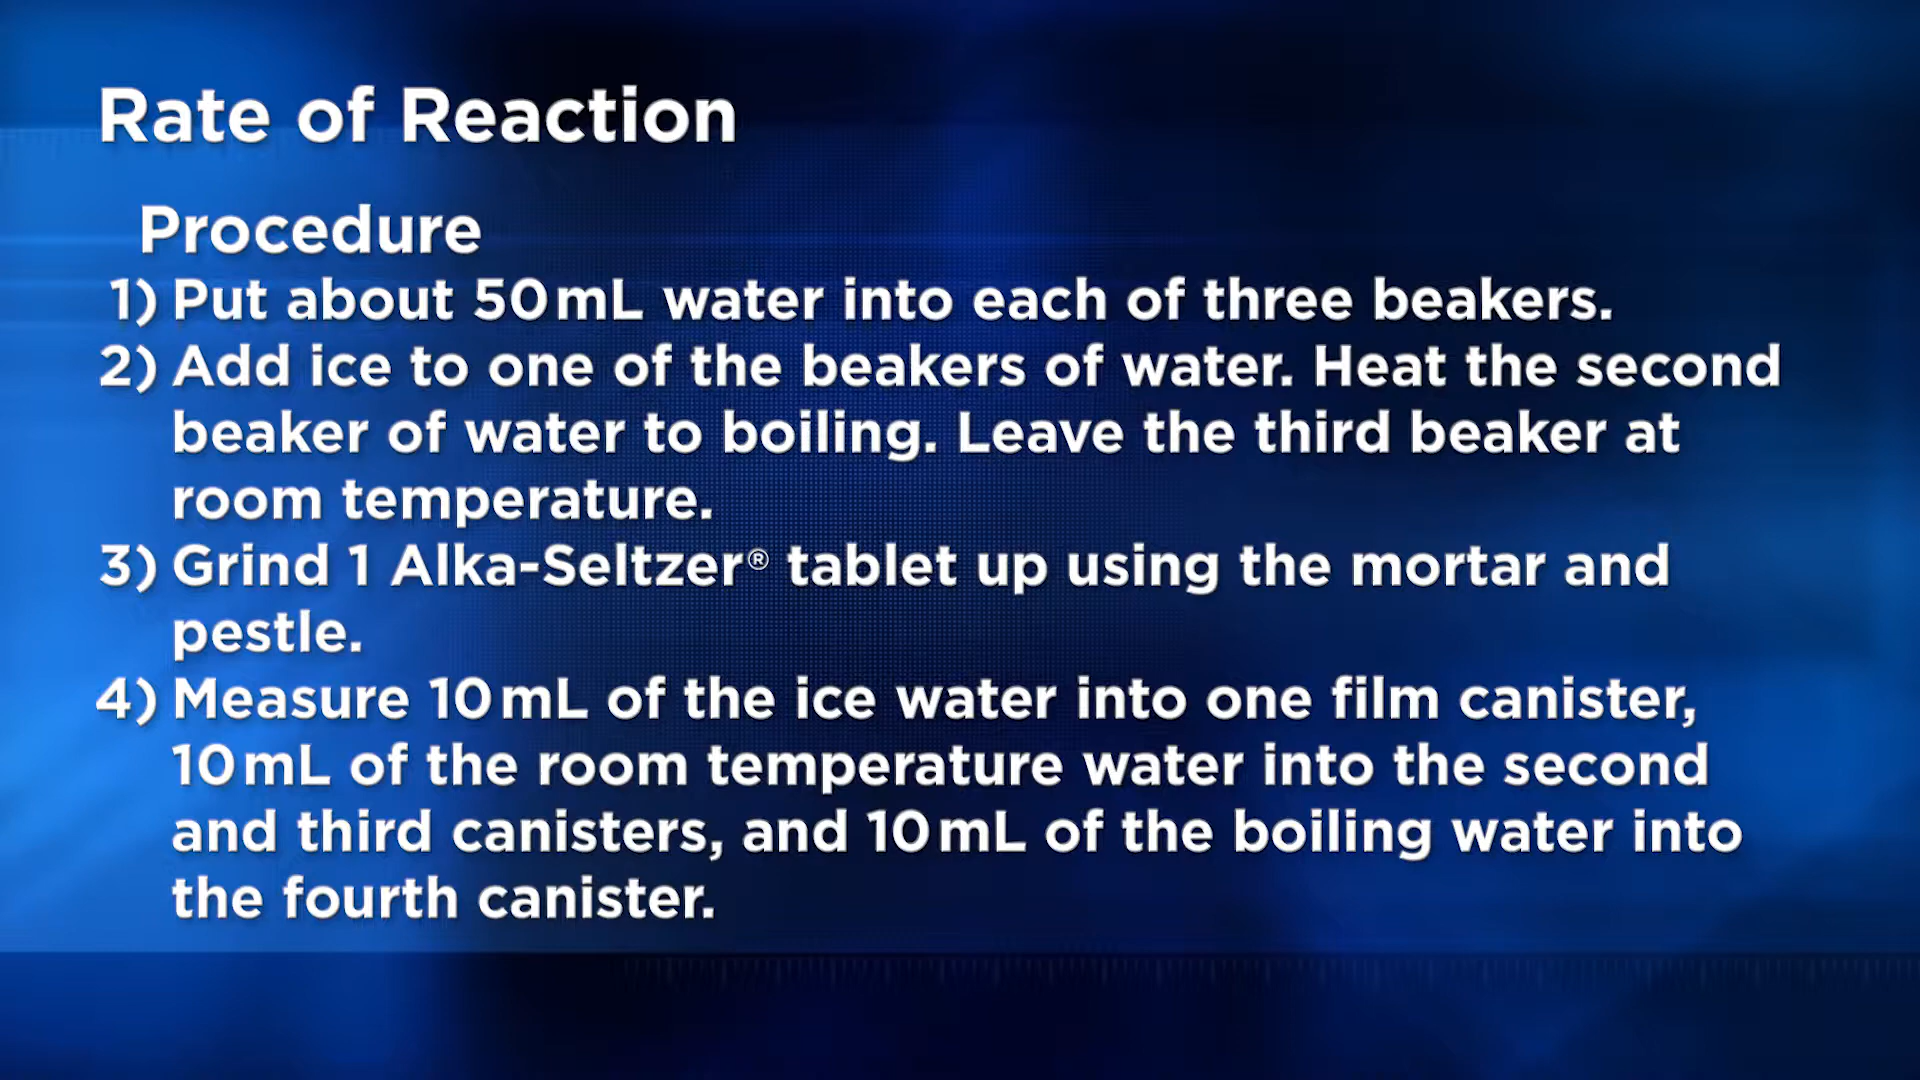 Rate of Reaction
Procedure
1) Put about 50 mL water into each of three beakers.
2) Add ice to one of the beakers of water. Heat the second
beaker of water to boiling. Leave the third beaker at
room temperature.
3) Grind 1 Alka-Seltzer® tablet up using the mortar and
pestle.
4) Measure 10 mL of the ice water into one film canister,
10 mL of the room temperature water into the second
and third canisters, and 10 mL of the boiling water into
the fourth canister.